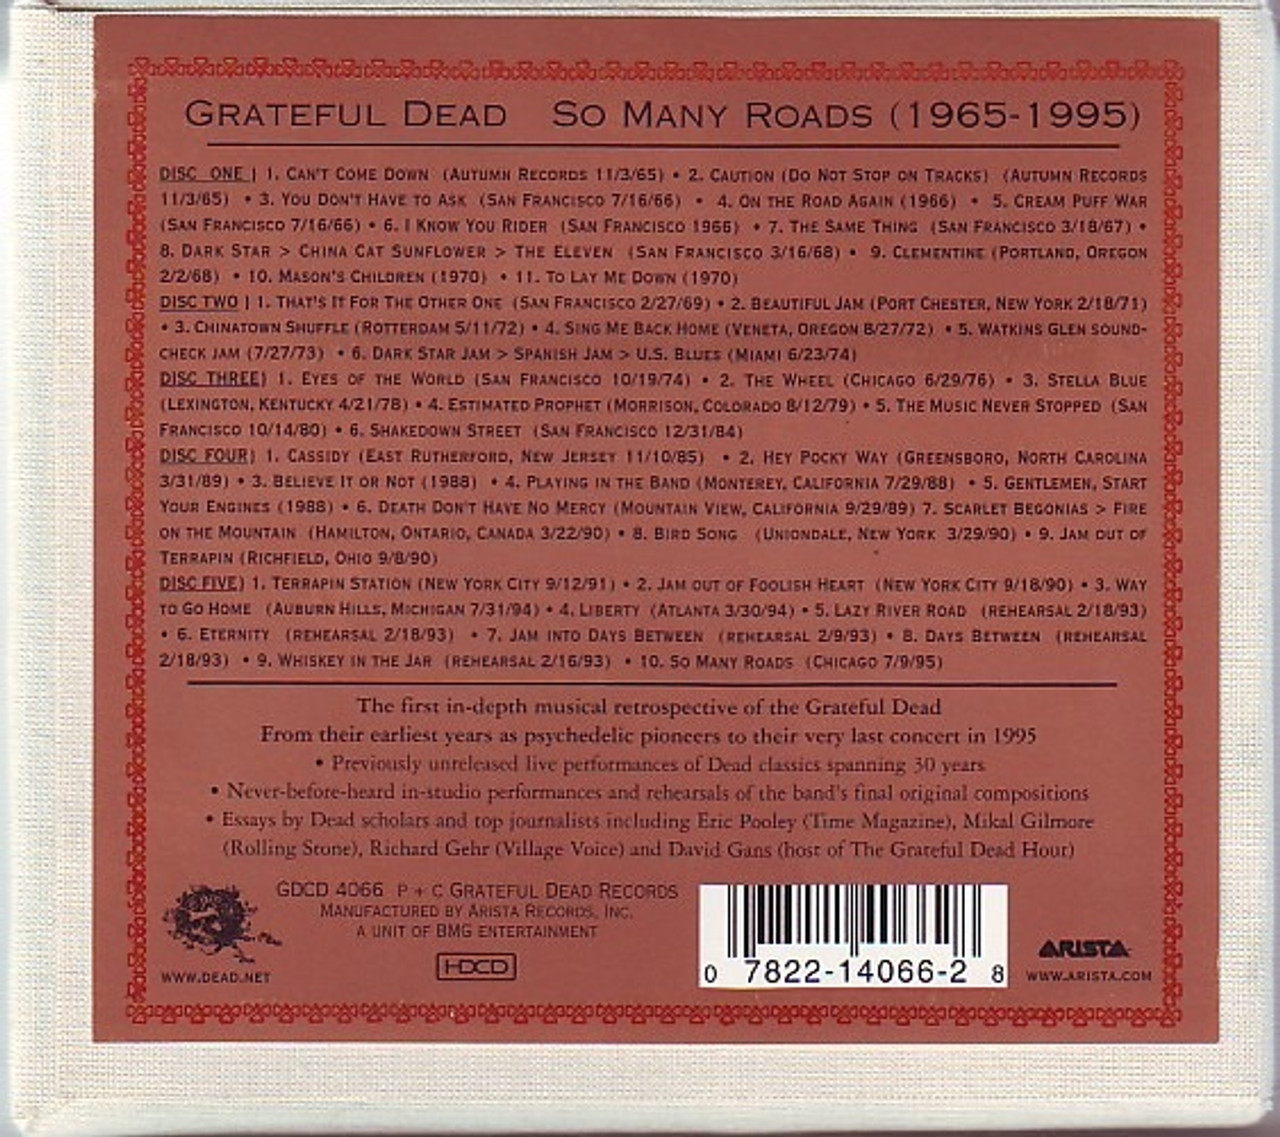 GRATEFUL DEAD SO MANY ROADS (1965-1995)
DISC ONE | 1. CAN'T COME DOWN (AUTUMN RECORDS 11/3/65) • 2. CAUTION (DO NOT STOP ON TRACKS) (AUTUMN RECORDS
11/3/65) • 3. YOU DON'T HAVE TO ASK (SAN FRANCISCO 7/16/66) • 4. ON THE ROAD AGAIN (1966) • 5. CREAM PUFF WAR
(SAN FRANCISCO 7/16/66) • 6. I KNOW YOU RIDER (SAN FRANCISCO 1966) • 7. THE SAME THING (SAN FRANCISCO 3/18/67) •
8. DARK STAR > CHINA CAT SUNFLOWER > THE ELEVEN (SAN FRANCISCO 3/16/68) • 9. CLEMENTINE (PORTLAND, OREGON
2/2/68) • 10. MASON'S CHILDREN (1970) • 11. TO LAY ME DOWN (1970)
DISC TWO | 1. THAT'S IT FOR THE OTHER ONE (SAN FRANCISCO 2/27/69) • 2. BEAUTIFUL JAM (PORT CHESTER, NEW YORK 2/18/71)
• 3. CHINATOWN SHUFFLE (ROTTERDAM 5/11/72) • 4. SING ME BACK HOME (VENETA, OREGON 8/27/72) • 5. WATKINS GLEN SOUND-
CHECK JAM (7/27/73) • 6. DARK STAR JAM > SPANISH JAM > U.S. BLUES (MIAMI 6/23/74)
DISC THREE) 1. EYES OF THE WORLD (SAN FRANCISCO 10/19/74) • 2. THE WHEEL (CHICAGO 6/29/76) • 3. STELLA BLUE
(LEXINGTON, KENTUCKY 4/21/78) • 4. ESTIMATED PROPHET (MORRISON, COLORADO 8/12/79) • 5. THE MUSIC NEVER STOPPED (SAN
FRANCISCO 10/14/80) • 6. SHAKEDOWN STREET (SAN FRANCISCO 12/31/84)
DISC FOUR) 1. CASSIDY (EAST RUTHERFORD, NEW JERSEY 11/10/85) • 2. HEY POCKY WAY (GREENSBORO, NORTH CAROLINA
3/31/89) • 3. BELIEVE IT OR NOT (1988) • 4. PLAYING IN THE BAND (MONTEREY, CALIFORNIA 7/29/88) • 5. GENTLEMEN, START
YOUR ENGINES (1988) • 6. DEATH DON'T HAVE NO MERCY (MOUNTAIN VIEW, CALIFORNIA 9/29/89) 7. SCARLET BEGONIAS > FIRE
ON THE MOUNTAIN (HAMILTON, ONTARIO, CANADA 3/22/90) • 8. BIRD SONG (UNIONDALE, NEW YORK 3/29/90) • 9. JAM OUT OF
TERRAPIN (RICHFIELD, OHIO 9/8/90)
DISC FIVE) 1. TERRAPIN STATION (NEW YORK CITY 9/12/91) • 2. JAM OUT OF FOOLISH HEART (NEW YORK CITY 9/18/90) • 3. WAY
TO GO HOME (AUBURN HILLS, MICHIGAN 7/31/94) • 4. LIBERTY (ATLANTA 3/30/94) • 5. LAZY RIVER ROAD (REHEARSAL 2/18/93)
• 6. ETERNITY (REHEARSAL 2/18/93) • 7. JAM INTO DAYS BETWEEN (REHEARSAL 2/9/93) • 8. DAYS BETWEEN (REHEARSAL
2/18/93) • 9. WHISKEY IN THE JAR (REHEARSAL 2/16/93) • 10. SO MANY ROADS (CHICAGO 7/9/95)
The first in-depth musical retrospective of the Grateful Dead
From their earliest years as psychedelic pioneers to their very last concert in 1995
• Previously unreleased live performances of Dead classics spanning 30 years
• Never-before-heard in-studio performances and rehearsals of the band's final original compositions
• Essays by Dead scholars and top journalists including Eric Pooley (Time Magazine), Mikal Gilmore
(Rolling Stone), Richard Gehr (Village Voice) and David Gans (host of The Grateful Dead Hour)
GDCD 4066 P + C GRATEFUL DEAD RECORDS
MANUFACTURED BY ARISTA RECORDS, INC.
A UNIT OF BMG ENTERTAINMENT
HDCD
WWW.DEAD.NET
0 7822-14066-2 8
ARISTA
WWW.ARISTA.COM